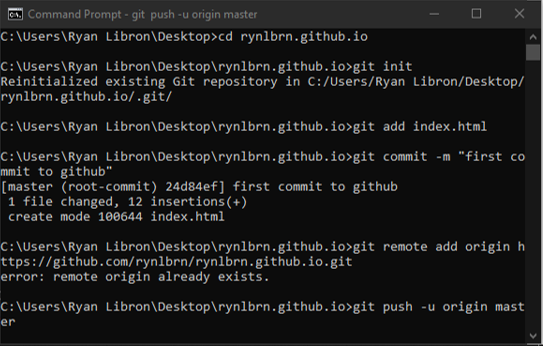 Command Prompt - git  push -u origin master
C:\Users\Ryan Libron\Desktop>cd rynlbrn.github.io
C:\Users\Ryan Libron\Desktop\rynlbrn.github.io>git init
Reinitialized existing Git repository in C:/Users/Ryan Libron/Desktop/
rynlbrn.github.io/.git/
C:\Users\Ryan Libron\Desktop\rynlbrn.github.io>git add index.html
C:\Users\Ryan Libron\Desktop\rynlbrn.github.io>git commit -m "first co
mmit to github"
[master (root-commit) 24d84ef] first commit to github
 1 file changed, 12 insertions(+)
 create mode 100644 index.html
C:\Users\Ryan Libron\Desktop\rynlbrn.github.io>git remote add origin h
ttps://github.com/rynlbrn/rynlbrn.github.io.git
error: remote origin already exists.
C:\Users\Ryan Libron\Desktop\rynlbrn.github.io>git push -u origin mast
er